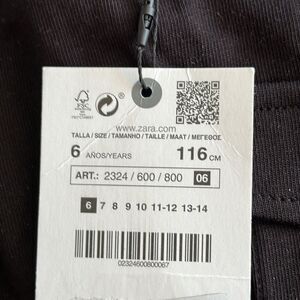 FSC
www.zara.com
TALLA / SIZE / TAMANHO / TAILLE / MAAT / ΜΕΓΕΘΟΣ
6 AÑOS/YEARS 116 CM
ART.: 2324 / 600 / 800 06
6 7 8 9 10 11-12 13-14
02324600800067